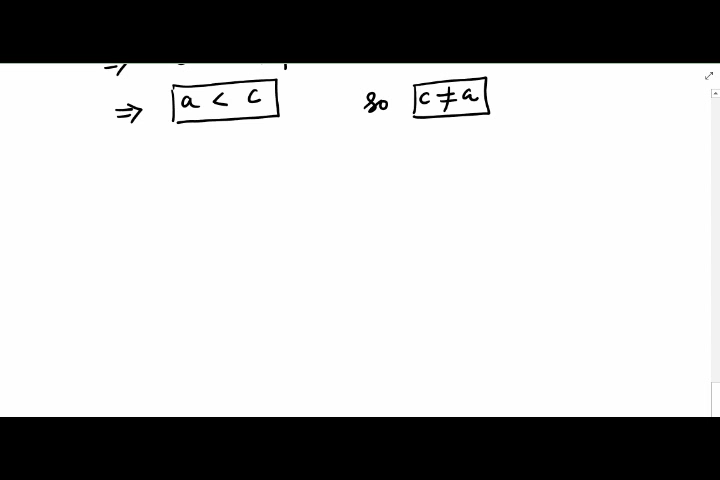 ⇒ a < c so c ≠ a